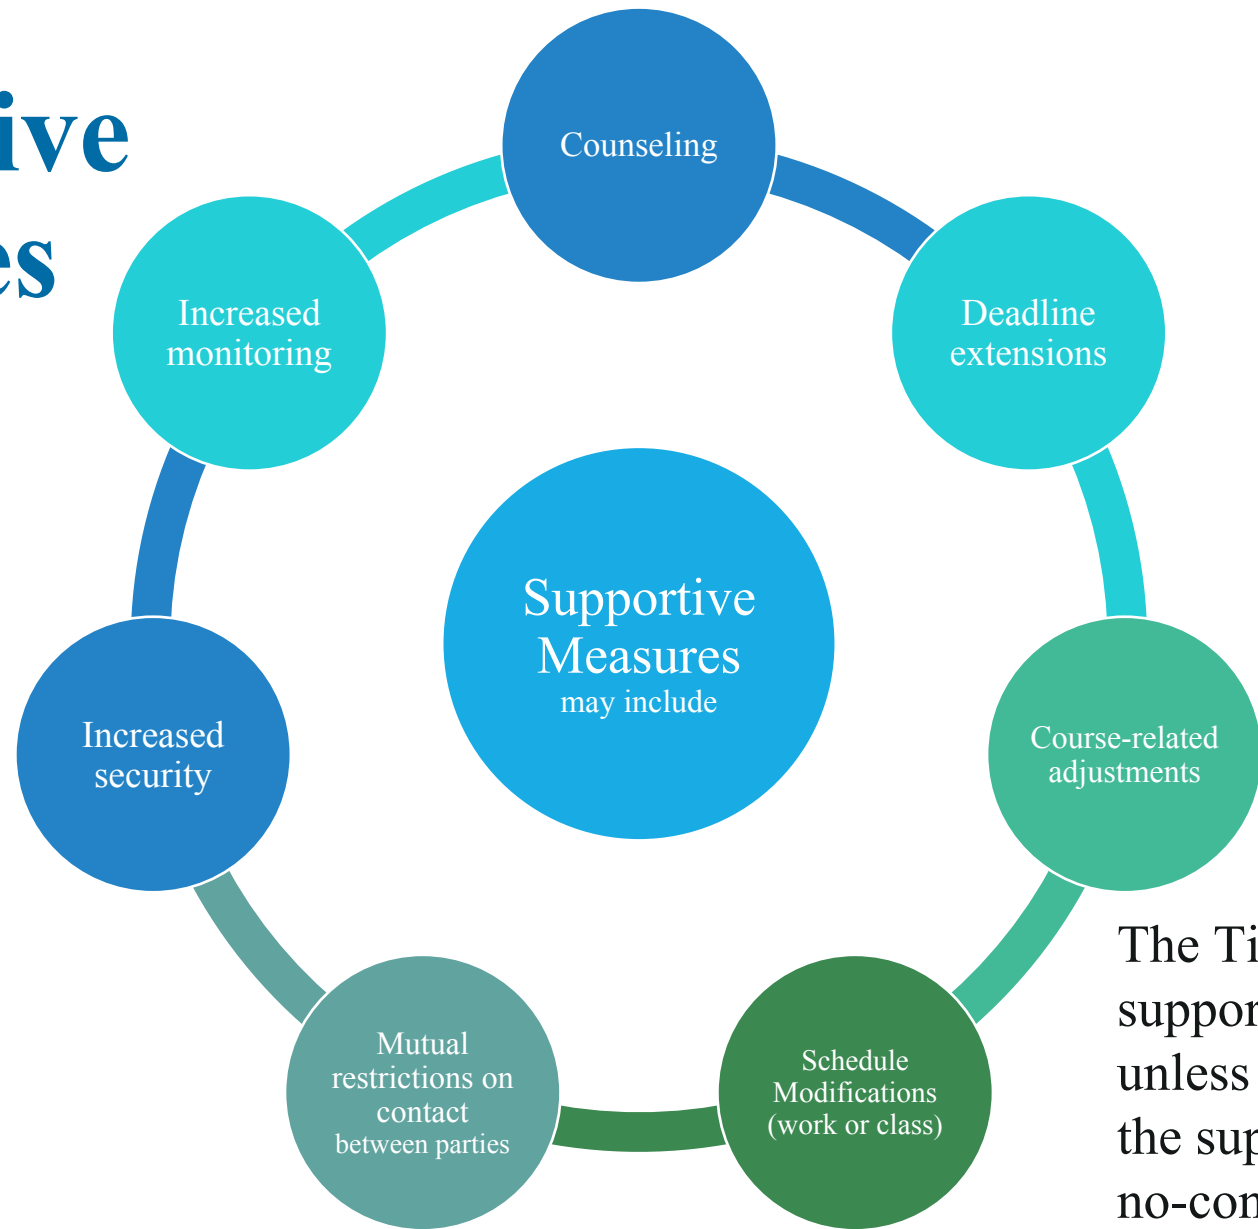 ive
es
Counseling
Deadline
extensions
Course-related
adjustments
Schedule
Modifications
(work or class)
Mutual
restrictions on
contact
between parties
Increased
security
Increased
monitoring
Supportive
Measures
may include
The Ti
suppor
unless
the sup
no-con